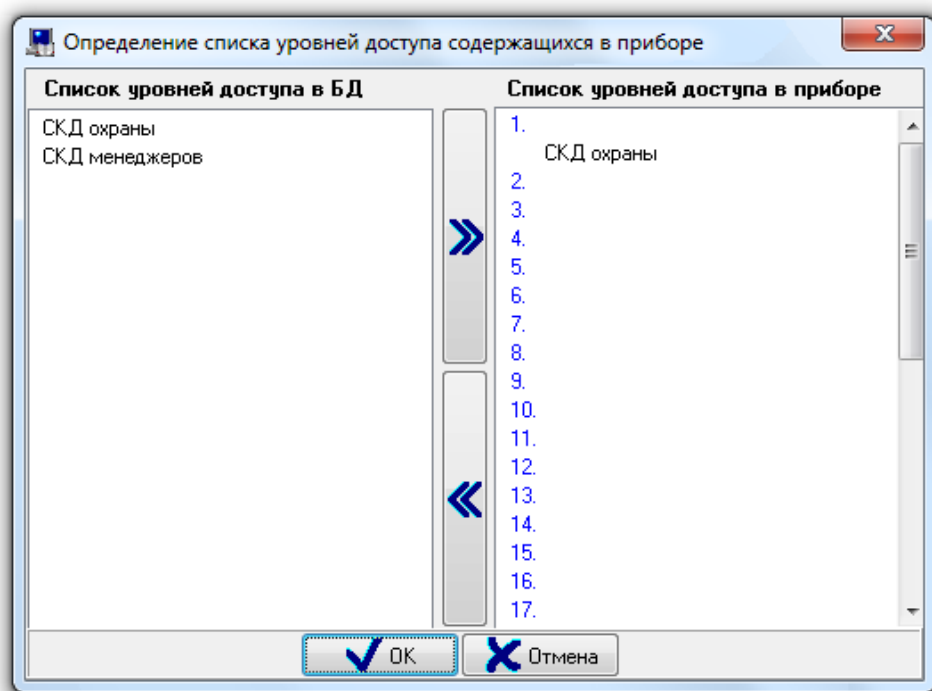 Определение списка уровней доступа содержащихся в приборе
Список уровней доступа в БД
СКД охраны
СКД менеджеров
Список уровней доступа в приборе
1.
СКД охраны
2.
3.
4.
5.
6.
7.
8.
9.
10.
11.
12.
13.
14.
15.
16.
17.
OK
Отмена